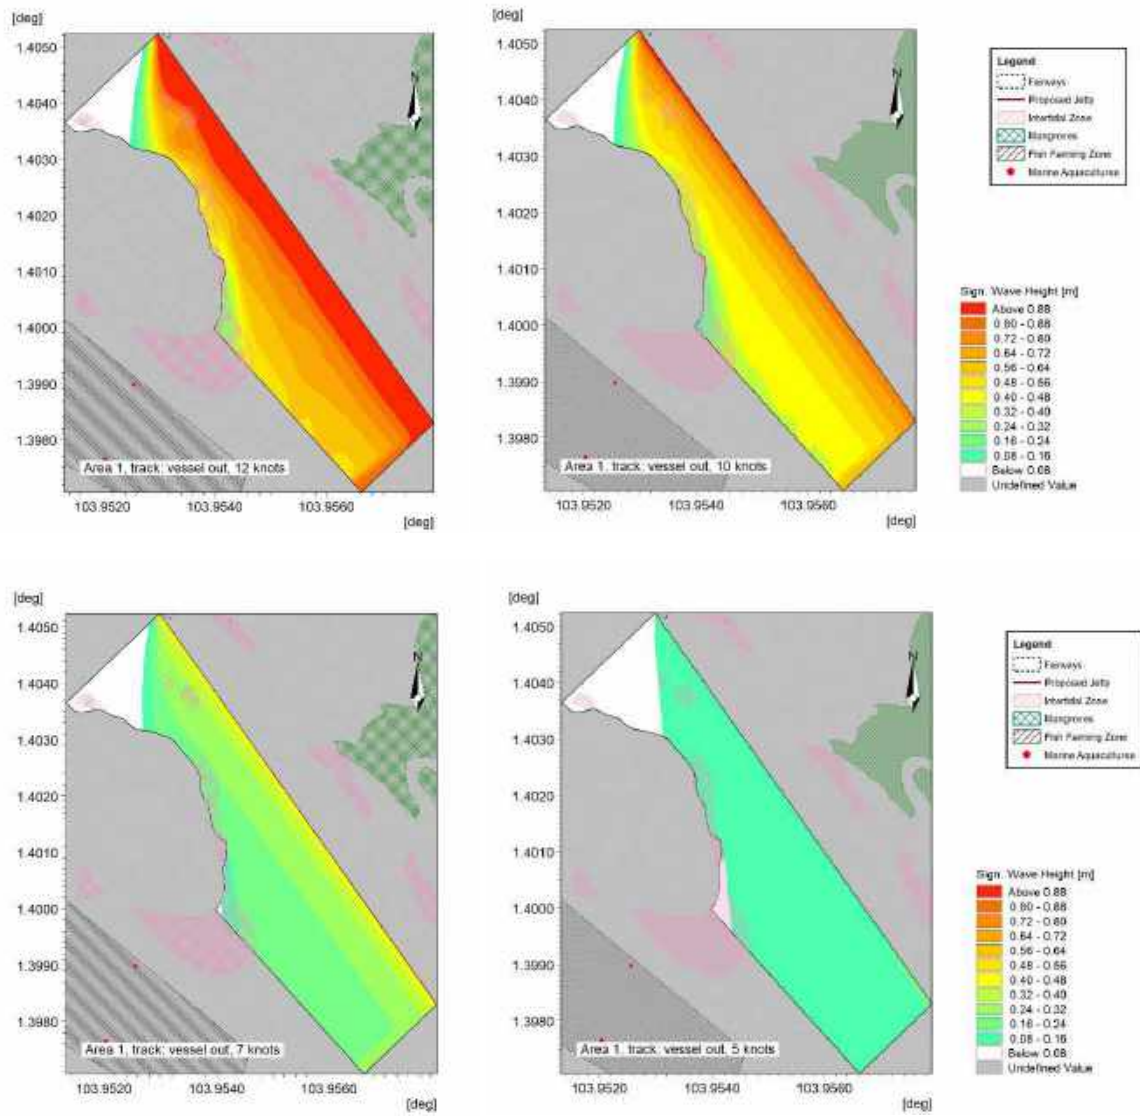 [deg]
1.4050
1.4040
1.4030
1.4020
1.4010
1.4000
1.3990
1.3980
N
Area 1, track: vessel out, 12 knots
103.9520 103.9540 103.9560
[deg]
[deg]
1.4050
1.4040
1.4030
1.4020
1.4010
1.4000
1.3990
1.3980
N
Area 1, track: vessel out, 10 knots
103.9520 103.9540 103.9560
[deg]
Legend
Fairways
Proposed Jetty
Intertidal Zone
Mangroves
Fish Farming Zone
Marine Aquacultures
Sign. Wave Height [m]
Above 0.88
0.80 - 0.88
0.72 - 0.80
0.64 - 0.72
0.56 - 0.64
0.48 - 0.56
0.40 - 0.48
0.32 - 0.40
0.24 - 0.32
0.16 - 0.24
0.08 - 0.16
Below 0.08
Undefined Value
[deg]
1.4050
1.4040
1.4030
1.4020
1.4010
1.4000
1.3990
1.3980
N
Area 1, track: vessel out, 7 knots
103.9520 103.9540 103.9560
[deg]
[deg]
1.4050
1.4040
1.4030
1.4020
1.4010
1.4000
1.3990
1.3980
N
Area 1, track: vessel out, 5 knots
103.9520 103.9540 103.9560
[deg]
Legend
Fairways
Proposed Jetty
Intertidal Zone
Mangroves
Fish Farming Zone
Marine Aquacultures
Sign. Wave Height [m]
Above 0.88
0.80 - 0.88
0.72 - 0.80
0.64 - 0.72
0.56 - 0.64
0.48 - 0.56
0.40 - 0.48
0.32 - 0.40
0.24 - 0.32
0.16 - 0.24
0.08 - 0.16
Below 0.08
Undefined Value